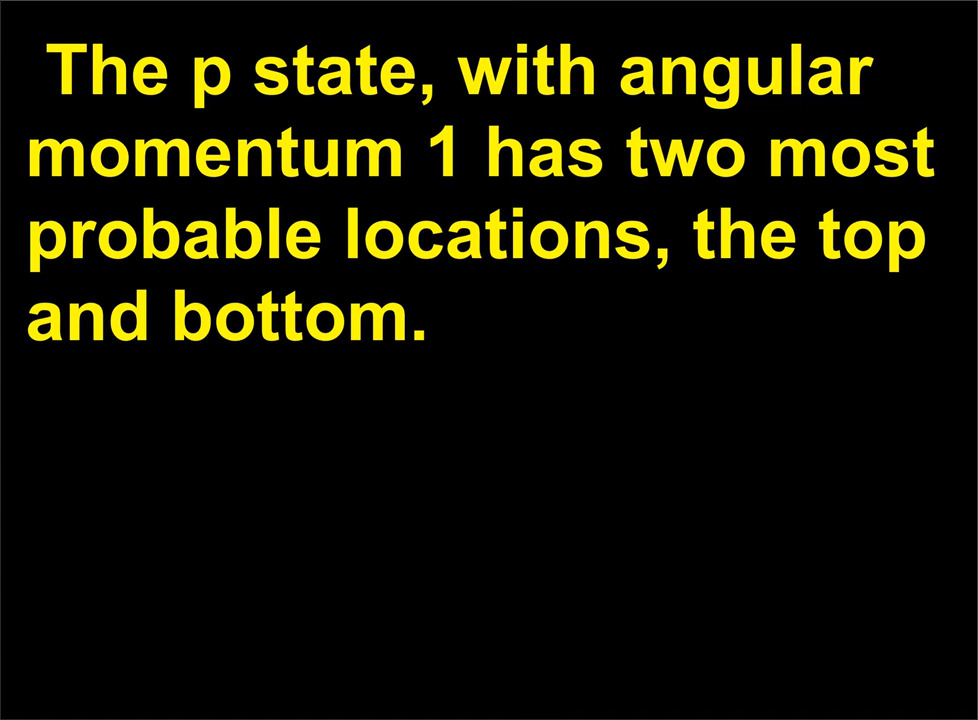 The p state, with angular
momentum 1 has two most
probable locations, the top
and bottom.